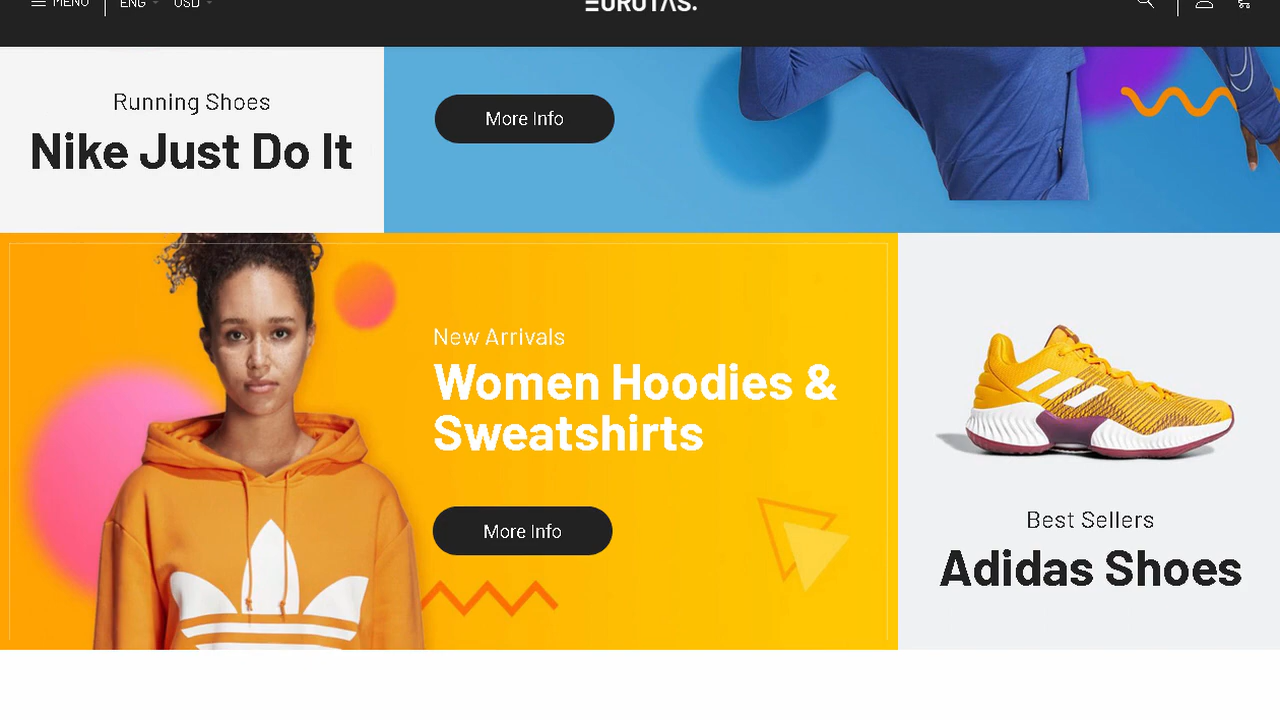 MENU ENG USD
EUROTAS.
Running Shoes
Nike Just Do It
More Info
New Arrivals
Women Hoodies &
Sweatshirts
More Info
Best Sellers
Adidas Shoes